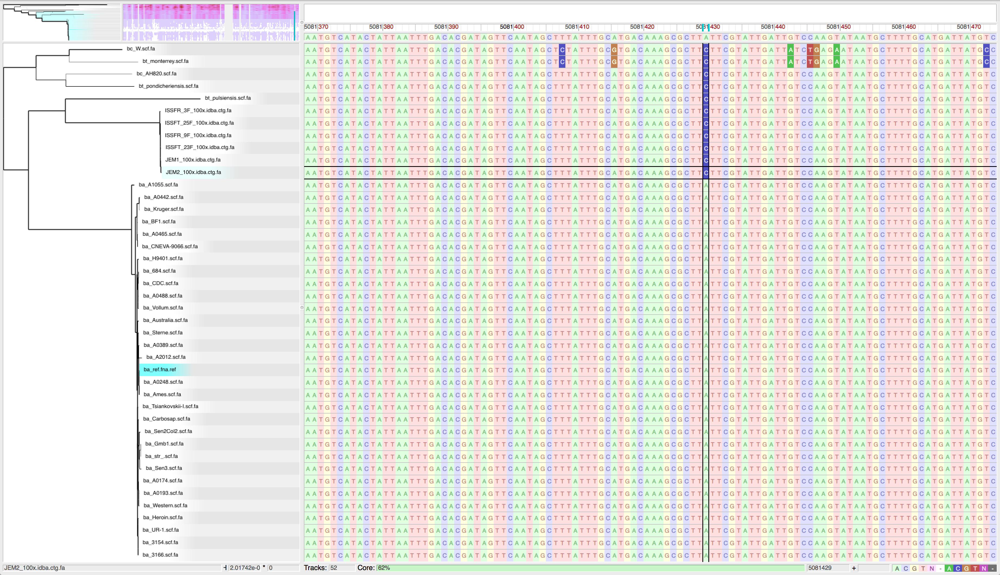 5081|370 5081|380 5081|390 5081|400 5081|410 5081|420 5081|430 5081|440 5081|450 5081|460 5081|470
AATGTCATACTATTAATTTGACACGATAGTTCAATAGCTTTATTTGCATGACAAAGCGCTTATTCGTATTGATTGTCCAAGTATAATGCTTTTGCATGATTATGTC
bc_W.scf.fa AATGTCATACTATTAATTTGACACGATAGTTCAATAGCTCTATTTGCGTGACAAAGCGCTTCTTCGTATTGATTATCTGAGAATAATGCTTTTGCATGATTATGCC
bt_monterrey.scf.fa AATGTCATACTATTAATTTGACACGATAGTTCAATAGCTCTATTTGCGTGACAAAGCGCTTCTTCGTATTGATTATCTGAGAATAATGCTTTTGCATGATTATGCC
bc_AH820.scf.fa AATGTCATACTATTAATTTGACACGATAGTTCAATAGCTTTATTTGCATGACAAAGCGCTTCTTCGTATTGATTGTCCAAGTATAATGCTTTTGCATGATTATGTC
bt_pondicheriensis.scf.fa AATGTCATACTATTAATTTGACACGATAGTTCAATAGCTTTATTTGCATGACAAAGCGCTTCTTCGTATTGATTGTCCAAGTATAATGCTTTTGCATGATTATGTC
bt_pulsiensis.scf.fa AATGTCATACTATTAATTTGACACGATAGTTCAATAGCTTTATTTGCATGACAAAGCGCTTCTTCGTATTGATTGTCCAAGTATAATGCTTTTGCATGATTATGTC
ISSFR_3F_100x.idba.ctg.fa AATGTCATACTATTAATTTGACACGATAGTTCAATAGCTTTATTTGCATGACAAAGCGCTTCTTCGTATTGATTGTCCAAGTATAATGCTTTTGCATGATTATGTC
ISSFT_25F_100x.idba.ctg.fa AATGTCATACTATTAATTTGACACGATAGTTCAATAGCTTTATTTGCATGACAAAGCGCTTCTTCGTATTGATTGTCCAAGTATAATGCTTTTGCATGATTATGTC
ISSFR_9F_100x.idba.ctg.fa AATGTCATACTATTAATTTGACACGATAGTTCAATAGCTTTATTTGCATGACAAAGCGCTTCTTCGTATTGATTGTCCAAGTATAATGCTTTTGCATGATTATGTC
ISSFT_23F_100x.idba.ctg.fa AATGTCATACTATTAATTTGACACGATAGTTCAATAGCTTTATTTGCATGACAAAGCGCTTCTTCGTATTGATTGTCCAAGTATAATGCTTTTGCATGATTATGTC
JEM1_100x.idba.ctg.fa AATGTCATACTATTAATTTGACACGATAGTTCAATAGCTTTATTTGCATGACAAAGCGCTTCTTCGTATTGATTGTCCAAGTATAATGCTTTTGCATGATTATGTC
JEM2_100x.idba.ctg.fa AATGTCATACTATTAATTTGACACGATAGTTCAATAGCTTTATTTGCATGACAAAGCGCTTCTTCGTATTGATTGTCCAAGTATAATGCTTTTGCATGATTATGTC
ba_A1055.scf.fa AATGTCATACTATTAATTTGACACGATAGTTCAATAGCTTTATTTGCATGACAAAGCGCTTATTCGTATTGATTGTCCAAGTATAATGCTTTTGCATGATTATGTC
ba_A0442.scf.fa AATGTCATACTATTAATTTGACACGATAGTTCAATAGCTTTATTTGCATGACAAAGCGCTTATTCGTATTGATTGTCCAAGTATAATGCTTTTGCATGATTATGTC
ba_Kruger.scf.fa AATGTCATACTATTAATTTGACACGATAGTTCAATAGCTTTATTTGCATGACAAAGCGCTTATTCGTATTGATTGTCCAAGTATAATGCTTTTGCATGATTATGTC
ba_BF1.scf.fa AATGTCATACTATTAATTTGACACGATAGTTCAATAGCTTTATTTGCATGACAAAGCGCTTATTCGTATTGATTGTCCAAGTATAATGCTTTTGCATGATTATGTC
ba_A0465.scf.fa AATGTCATACTATTAATTTGACACGATAGTTCAATAGCTTTATTTGCATGACAAAGCGCTTATTCGTATTGATTGTCCAAGTATAATGCTTTTGCATGATTATGTC
ba_CNEVA-9066.scf.fa AATGTCATACTATTAATTTGACACGATAGTTCAATAGCTTTATTTGCATGACAAAGCGCTTATTCGTATTGATTGTCCAAGTATAATGCTTTTGCATGATTATGTC
ba_H9401.scf.fa AATGTCATACTATTAATTTGACACGATAGTTCAATAGCTTTATTTGCATGACAAAGCGCTTATTCGTATTGATTGTCCAAGTATAATGCTTTTGCATGATTATGTC
ba_684.scf.fa AATGTCATACTATTAATTTGACACGATAGTTCAATAGCTTTATTTGCATGACAAAGCGCTTATTCGTATTGATTGTCCAAGTATAATGCTTTTGCATGATTATGTC
ba_CDC.scf.fa AATGTCATACTATTAATTTGACACGATAGTTCAATAGCTTTATTTGCATGACAAAGCGCTTATTCGTATTGATTGTCCAAGTATAATGCTTTTGCATGATTATGTC
ba_A0488.scf.fa AATGTCATACTATTAATTTGACACGATAGTTCAATAGCTTTATTTGCATGACAAAGCGCTTATTCGTATTGATTGTCCAAGTATAATGCTTTTGCATGATTATGTC
ba_Vollum.scf.fa AATGTCATACTATTAATTTGACACGATAGTTCAATAGCTTTATTTGCATGACAAAGCGCTTATTCGTATTGATTGTCCAAGTATAATGCTTTTGCATGATTATGTC
ba_Australia.scf.fa AATGTCATACTATTAATTTGACACGATAGTTCAATAGCTTTATTTGCATGACAAAGCGCTTATTCGTATTGATTGTCCAAGTATAATGCTTTTGCATGATTATGTC
ba_Sterne.scf.fa AATGTCATACTATTAATTTGACACGATAGTTCAATAGCTTTATTTGCATGACAAAGCGCTTATTCGTATTGATTGTCCAAGTATAATGCTTTTGCATGATTATGTC
ba_A0389.scf.fa AATGTCATACTATTAATTTGACACGATAGTTCAATAGCTTTATTTGCATGACAAAGCGCTTATTCGTATTGATTGTCCAAGTATAATGCTTTTGCATGATTATGTC
ba_A2012.scf.fa AATGTCATACTATTAATTTGACACGATAGTTCAATAGCTTTATTTGCATGACAAAGCGCTTATTCGTATTGATTGTCCAAGTATAATGCTTTTGCATGATTATGTC
ba_ref.fna.ref AATGTCATACTATTAATTTGACACGATAGTTCAATAGCTTTATTTGCATGACAAAGCGCTTATTCGTATTGATTGTCCAAGTATAATGCTTTTGCATGATTATGTC
ba_A0248.scf.fa AATGTCATACTATTAATTTGACACGATAGTTCAATAGCTTTATTTGCATGACAAAGCGCTTATTCGTATTGATTGTCCAAGTATAATGCTTTTGCATGATTATGTC
ba_Ames.scf.fa AATGTCATACTATTAATTTGACACGATAGTTCAATAGCTTTATTTGCATGACAAAGCGCTTATTCGTATTGATTGTCCAAGTATAATGCTTTTGCATGATTATGTC
ba_Tsiankovskii-I.scf.fa AATGTCATACTATTAATTTGACACGATAGTTCAATAGCTTTATTTGCATGACAAAGCGCTTATTCGTATTGATTGTCCAAGTATAATGCTTTTGCATGATTATGTC
ba_Carbosap.scf.fa AATGTCATACTATTAATTTGACACGATAGTTCAATAGCTTTATTTGCATGACAAAGCGCTTATTCGTATTGATTGTCCAAGTATAATGCTTTTGCATGATTATGTC
ba_Sen2Col2.scf.fa AATGTCATACTATTAATTTGACACGATAGTTCAATAGCTTTATTTGCATGACAAAGCGCTTATTCGTATTGATTGTCCAAGTATAATGCTTTTGCATGATTATGTC
ba_Gmb1.scf.fa AATGTCATACTATTAATTTGACACGATAGTTCAATAGCTTTATTTGCATGACAAAGCGCTTATTCGTATTGATTGTCCAAGTATAATGCTTTTGCATGATTATGTC
ba_str_.scf.fa AATGTCATACTATTAATTTGACACGATAGTTCAATAGCTTTATTTGCATGACAAAGCGCTTATTCGTATTGATTGTCCAAGTATAATGCTTTTGCATGATTATGTC
ba_Sen3.scf.fa AATGTCATACTATTAATTTGACACGATAGTTCAATAGCTTTATTTGCATGACAAAGCGCTTATTCGTATTGATTGTCCAAGTATAATGCTTTTGCATGATTATGTC
ba_A0174.scf.fa AATGTCATACTATTAATTTGACACGATAGTTCAATAGCTTTATTTGCATGACAAAGCGCTTATTCGTATTGATTGTCCAAGTATAATGCTTTTGCATGATTATGTC
ba_A0193.scf.fa AATGTCATACTATTAATTTGACACGATAGTTCAATAGCTTTATTTGCATGACAAAGCGCTTATTCGTATTGATTGTCCAAGTATAATGCTTTTGCATGATTATGTC
ba_Western.scf.fa AATGTCATACTATTAATTTGACACGATAGTTCAATAGCTTTATTTGCATGACAAAGCGCTTATTCGTATTGATTGTCCAAGTATAATGCTTTTGCATGATTATGTC
ba_Heroin.scf.fa AATGTCATACTATTAATTTGACACGATAGTTCAATAGCTTTATTTGCATGACAAAGCGCTTATTCGTATTGATTGTCCAAGTATAATGCTTTTGCATGATTATGTC
ba_UR-1.scf.fa AATGTCATACTATTAATTTGACACGATAGTTCAATAGCTTTATTTGCATGACAAAGCGCTTATTCGTATTGATTGTCCAAGTATAATGCTTTTGCATGATTATGTC
ba_3154.scf.fa AATGTCATACTATTAATTTGACACGATAGTTCAATAGCTTTATTTGCATGACAAAGCGCTTATTCGTATTGATTGTCCAAGTATAATGCTTTTGCATGATTATGTC
ba_3166.scf.fa AATGTCATACTATTAATTTGACACGATAGTTCAATAGCTTTATTTGCATGACAAAGCGCTTATTCGTATTGATTGTCCAAGTATAATGCTTTTGCATGATTATGTC
JEM2_100x.idba.ctg.fa 2.01742e-0 * 0 Tracks: 52 Core: 62% 5081429 + A C G T N - A C G T N -